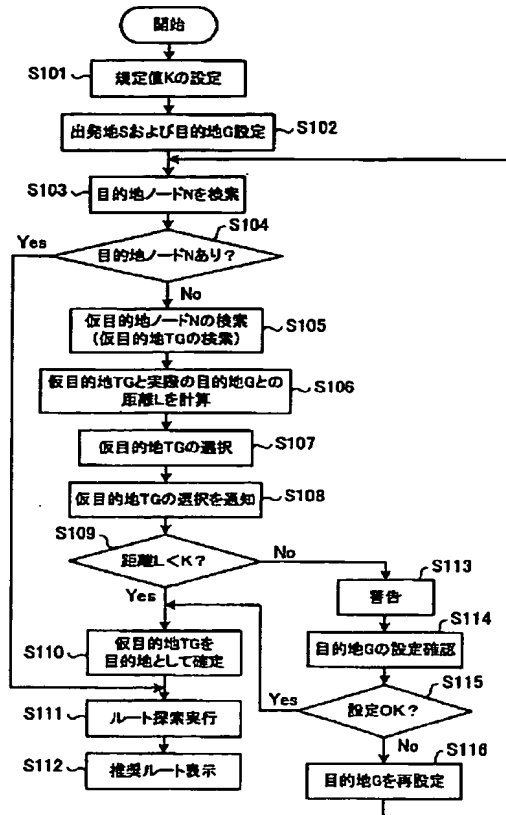 開始
S101
規定値Kの設定
出発地Sおよび目的地G設定
S102
S103
目的地ノードNを検索
S104
Yes
目的地ノードNあり？
No
仮目的地ノードNの検索
(仮目的地TGの検索)
S105
仮目的地TGと実際の目的地Gとの
距離Lを計算
S106
仮目的地TGの選択
S107
仮目的地TGの選択を通知
S108
S109
距離L<K？
No
Yes
S113
警告
S114
目的地Gの設定確認
S110
仮目的地TGを
目的地として確定
S115
Yes
設定OK？
S111
ルート探索実行
No
S116
S112
推奨ルート表示
目的地Gを再設定